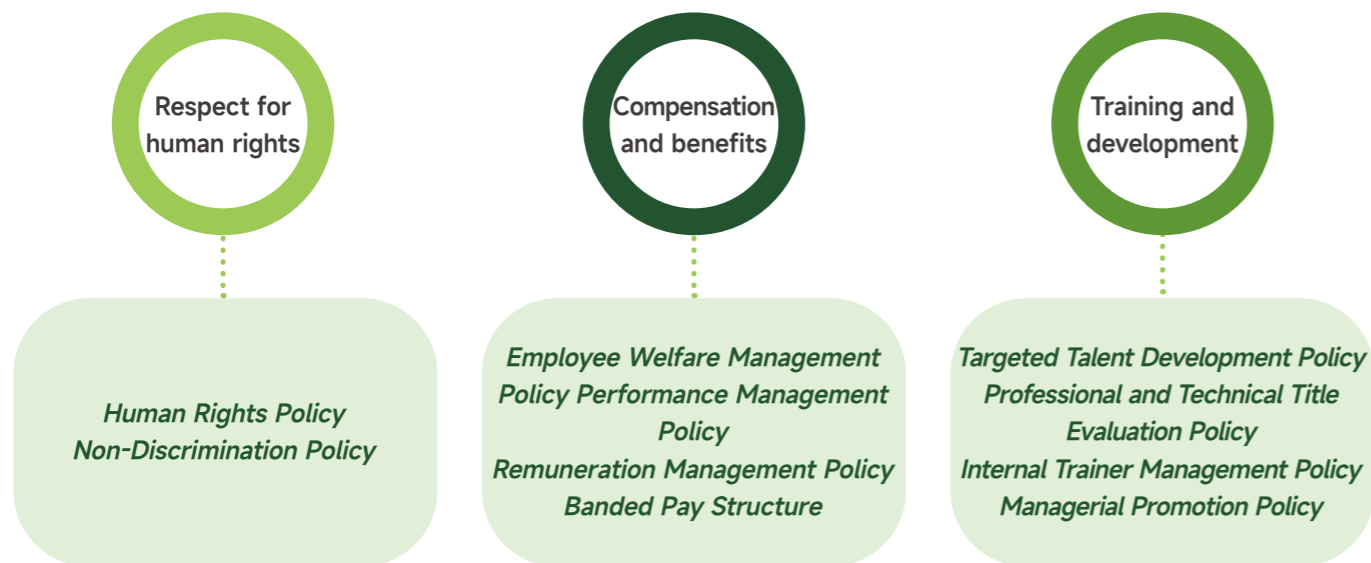 Respect for
human rights
Compensation
and benefits
Training and
development
Human Rights Policy
Non-Discrimination Policy
Employee Welfare Management
Policy Performance Management
Policy
Remuneration Management Policy
Banded Pay Structure
Targeted Talent Development Policy
Professional and Technical Title
Evaluation Policy
Internal Trainer Management Policy
Managerial Promotion Policy